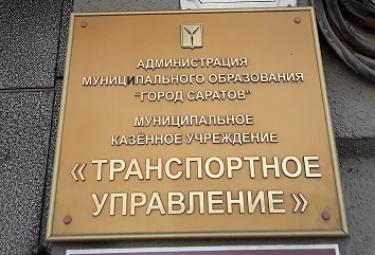 АДМИНИСТРАЦИЯ
МУНИЦИПАЛЬНОГО ОБРАЗОВАНИЯ
"ГОРОД САРАТОВ"
МУНИЦИПАЛЬНОЕ
КАЗЁННОЕ УЧРЕЖДЕНИЕ
«ТРАНСПОРТНОЕ
УПРАВЛЕНИЕ»